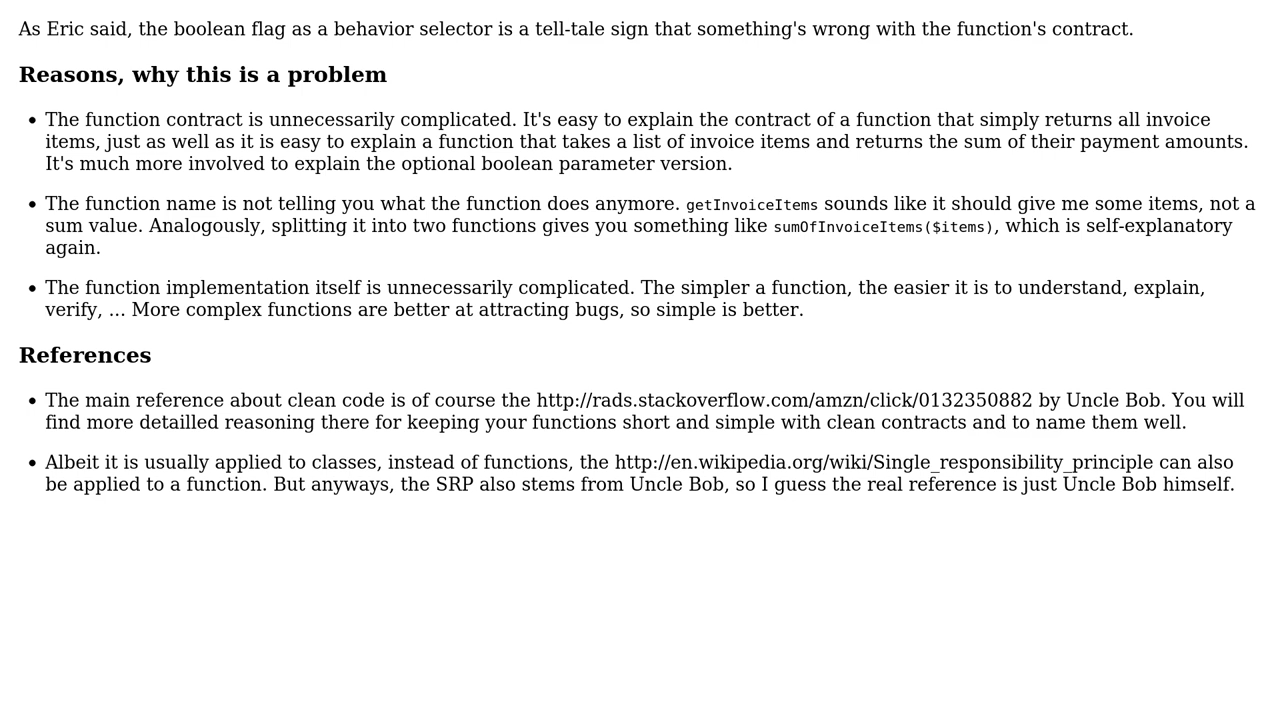 As Eric said, the boolean flag as a behavior selector is a tell-tale sign that something's wrong with the function's contract.
Reasons, why this is a problem
• The function contract is unnecessarily complicated. It's easy to explain the contract of a function that simply returns all invoice
items, just as well as it is easy to explain a function that takes a list of invoice items and returns the sum of their payment amounts.
It's much more involved to explain the optional boolean parameter version.
• The function name is not telling you what the function does anymore. getInvoiceItems sounds like it should give me some items, not a
sum value. Analogously, splitting it into two functions gives you something like sumOfInvoiceItems($items), which is self-explanatory
again.
• The function implementation itself is unnecessarily complicated. The simpler a function, the easier it is to understand, explain,
verify, ... More complex functions are better at attracting bugs, so simple is better.
References
• The main reference about clean code is of course the http://rads.stackoverflow.com/amzn/click/0132350882 by Uncle Bob. You will
find more detailled reasoning there for keeping your functions short and simple with clean contracts and to name them well.
• Albeit it is usually applied to classes, instead of functions, the http://en.wikipedia.org/wiki/Single_responsibility_principle can also
be applied to a function. But anyways, the SRP also stems from Uncle Bob, so I guess the real reference is just Uncle Bob himself.